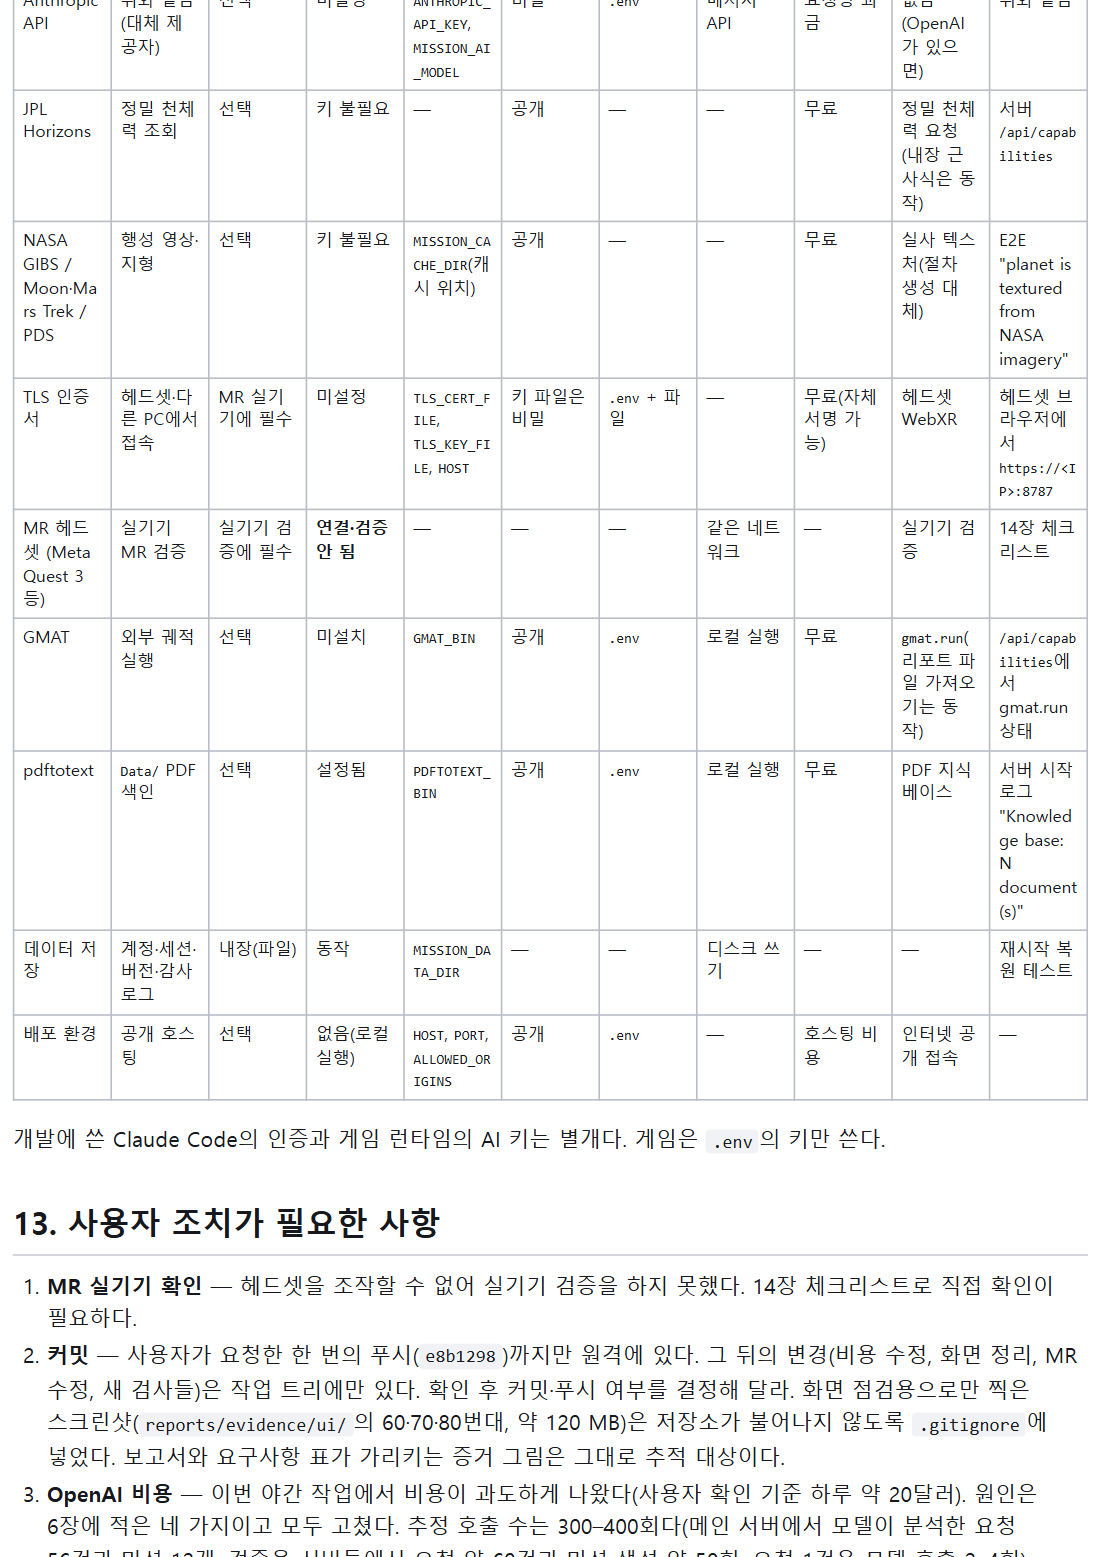 Anthropic API | (대체 제공자) | ANTHROPIC_API_KEY, MISSION_AI_MODEL | API | 금 | (OpenAI가 있으면)
JPL Horizons | 정밀 천체력 조회 | 선택 | 키 불필요 | — | 공개 | — | — | 무료 | 정밀 천체력 요청(내장 근사식은 동작) | 서버 /api/capabilities
NASA GIBS / Moon·Mars Trek / PDS | 행성 영상·지형 | 선택 | 키 불필요 | MISSION_CACHE_DIR(캐시 위치) | 공개 | — | — | 무료 | 실사 텍스처(절차 생성 대체) | E2E "planet is textured from NASA imagery"
TLS 인증서 | 헤드셋·다른 PC에서 접속 | MR 실기기에 필수 | 미설정 | TLS_CERT_FILE, TLS_KEY_FILE, HOST | 키 파일은 비밀 | .env + 파일 | — | 무료(자체 서명 가능) | 헤드셋 WebXR | 헤드셋 브라우저에서 https://<IP>:8787
MR 헤드셋 (Meta Quest 3 등) | 실기기 MR 검증 | 실기기 검증에 필수 | 연결·검증 안 됨 | — | — | — | 같은 네트워크 | — | 실기기 검증 | 14장 체크리스트
GMAT | 외부 궤적 실행 | 선택 | 미설치 | GMAT_BIN | 공개 | .env | 로컬 실행 | 무료 | gmat.run(리포트 파일 가져오기는 동작) | /api/capabilities에서 gmat.run 상태
pdftotext | Data/ PDF 색인 | 선택 | 설정됨 | PDFTOTEXT_BIN | 공개 | .env | 로컬 실행 | 무료 | PDF 지식베이스 | 서버 시작 로그 "Knowledge base: N document(s)"
데이터 저장 | 계정·세션·버전·감사 로그 | 내장(파일) | 동작 | MISSION_DATA_DIR | — | — | 디스크 쓰기 | — | — | 재시작 복원 테스트
배포 환경 | 공개 호스팅 | 선택 | 없음(로컬 실행) | HOST, PORT, ALLOWED_ORIGINS | 공개 | .env | — | 호스팅 비용 | 인터넷 공개 접속 | —
개발에 쓴 Claude Code의 인증과 게임 런타임의 AI 키는 별개다. 게임은 .env의 키만 쓴다.
13. 사용자 조치가 필요한 사항
1. MR 실기기 확인 — 헤드셋을 조작할 수 없어 실기기 검증을 하지 못했다. 14장 체크리스트로 직접 확인이
필요하다.
2. 커밋 — 사용자가 요청한 한 번의 푸시(e8b1298)까지만 원격에 있다. 그 뒤의 변경(비용 수정, 화면 정리, MR
수정, 새 검사들)은 작업 트리에만 있다. 확인 후 커밋·푸시 여부를 결정해 달라. 화면 점검용으로만 찍은
스크린샷(reports/evidence/ui/의 60·70·80번대, 약 120 MB)은 저장소가 불어나지 않도록 .gitignore에
넣었다. 보고서와 요구사항 표가 가리키는 증거 그림은 그대로 추적 대상이다.
3. OpenAI 비용 — 이번 야간 작업에서 비용이 과도하게 나왔다(사용자 확인 기준 하루 약 20달러). 원인은
6장에 적은 네 가지이고 모두 고쳤다. 추정 호출 수는 300–400회다(메인 서버에서 모델이 분석한 요청